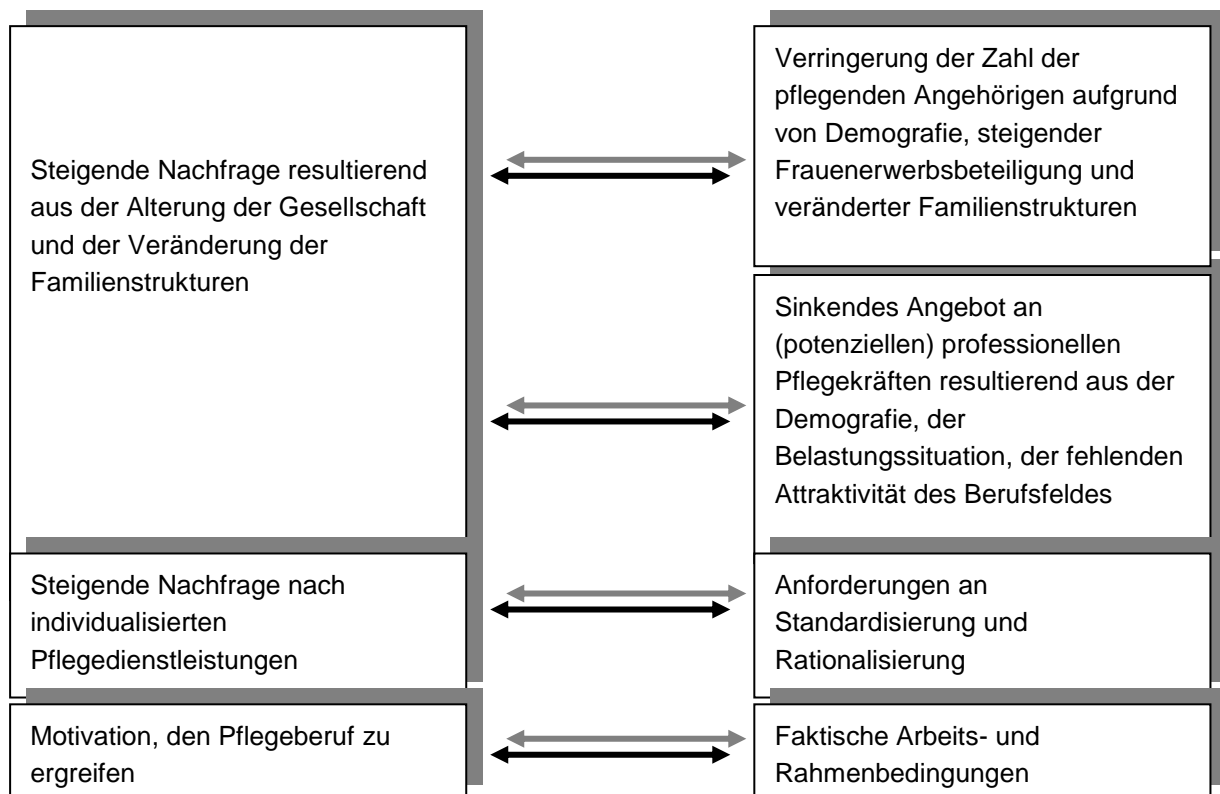 Steigende Nachfrage resultierend
aus der Alterung der Gesellschaft
und der Veränderung der
Familienstrukturen
Verringerung der Zahl der
pflegenden Angehörigen aufgrund
von Demografie, steigender
Frauenerwerbsbeteiligung und
veränderter Familienstrukturen
Sinkendes Angebot an
(potenziellen) professionellen
Pflegekräften resultierend aus der
Demografie, der
Belastungssituation, der fehlenden
Attraktivität des Berufsfeldes
Steigende Nachfrage nach
individualisierten
Pflegedienstleistungen
Anforderungen an
Standardisierung und
Rationalisierung
Motivation, den Pflegeberuf zu
ergreifen
Faktische Arbeits- und
Rahmenbedingungen